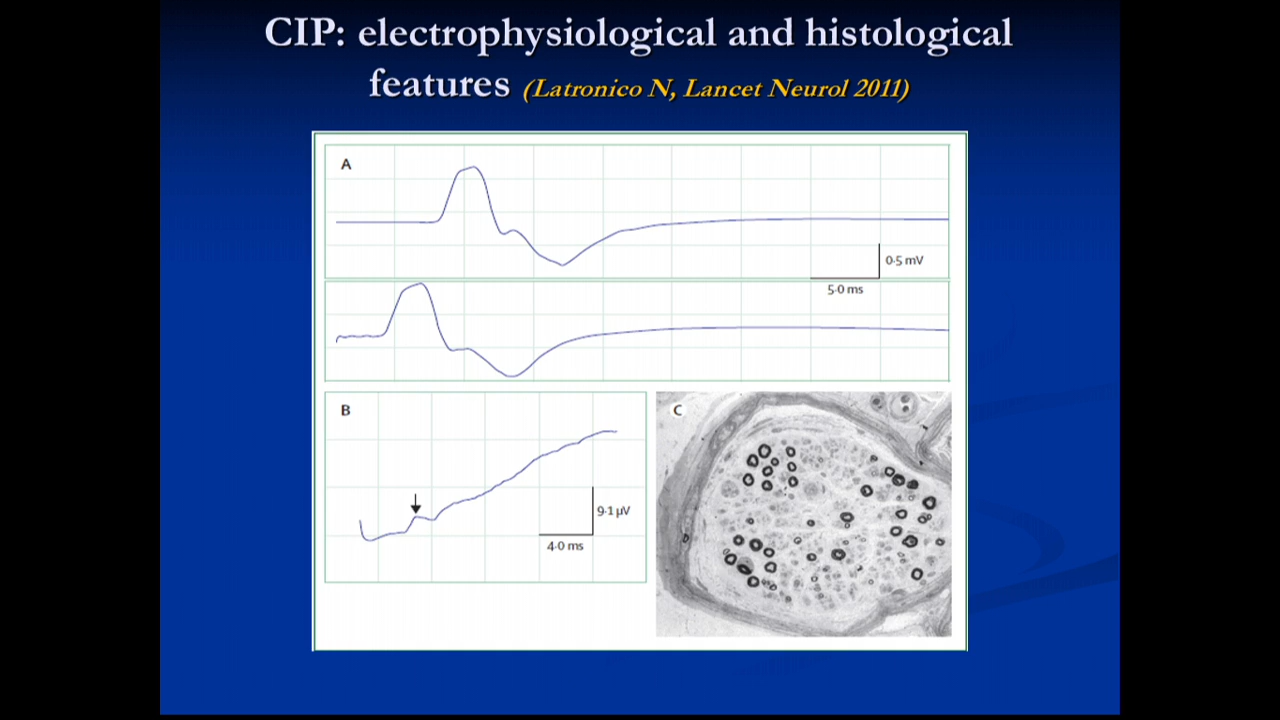 CIP: electrophysiological and histological
features (Latronico N, Lancet Neurol 2011)
A
0·5 mV
5·0 ms
B
9·1 μV
4·0 ms
C